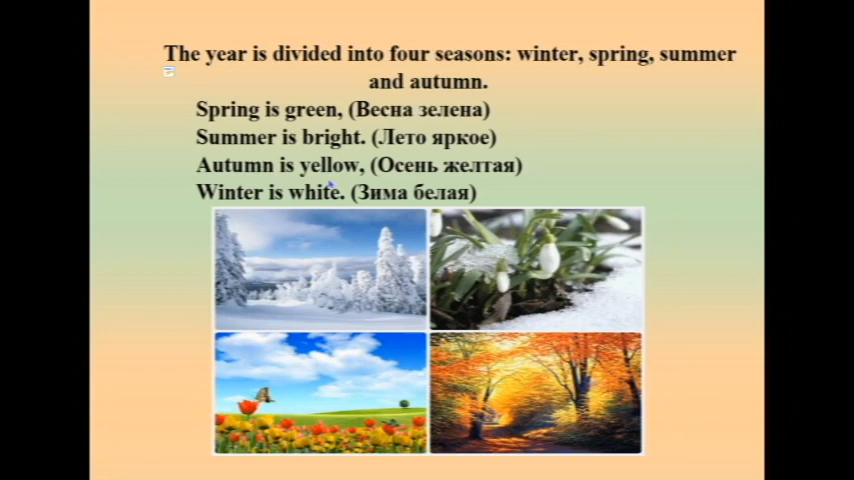 The year is divided into four seasons: winter, spring, summer
and autumn.
Spring is green, (Весна зелена)
Summer is bright. (Лето яркое)
Autumn is yellow, (Осень желтая)
Winter is white. (Зима белая)